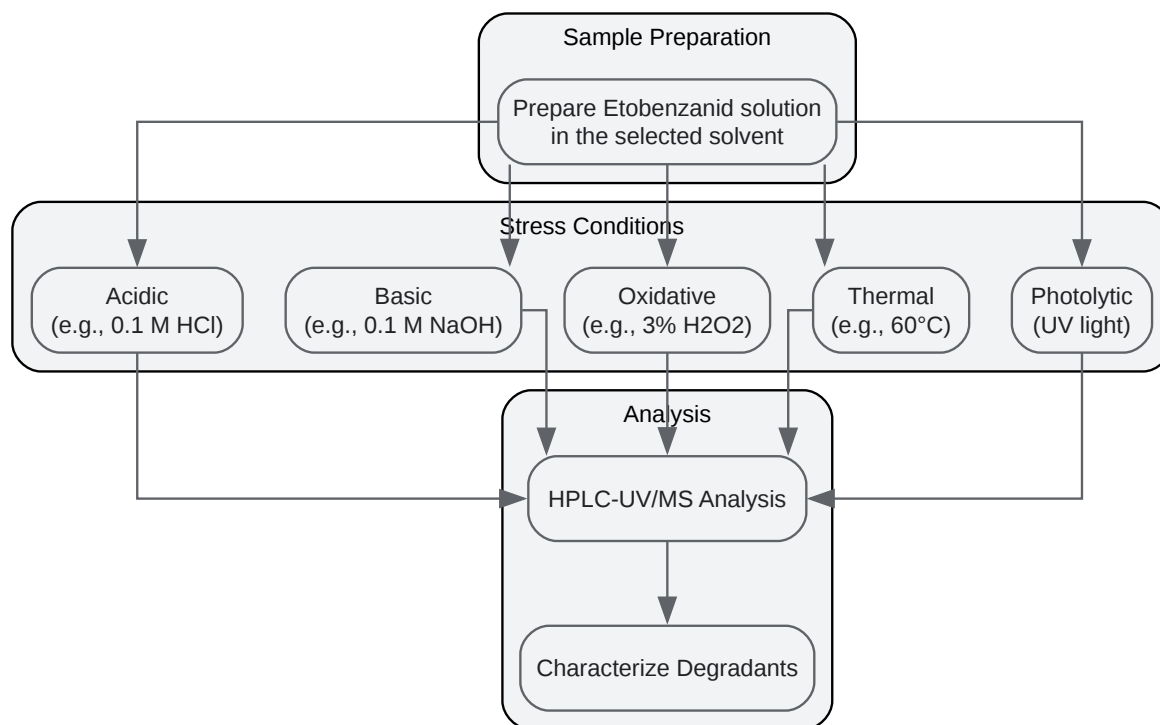 Sample Preparation
Prepare Etobenzanid solution
in the selected solvent
Stress Conditions
Acidic
(e.g., 0.1 M HCl)
Basic
(e.g., 0.1 M NaOH)
Oxidative
(e.g., 3% H2O2)
Thermal
(e.g., 60°C)
Photolytic
(UV light)
Analysis
HPLC-UV/MS Analysis
Characterize Degradants